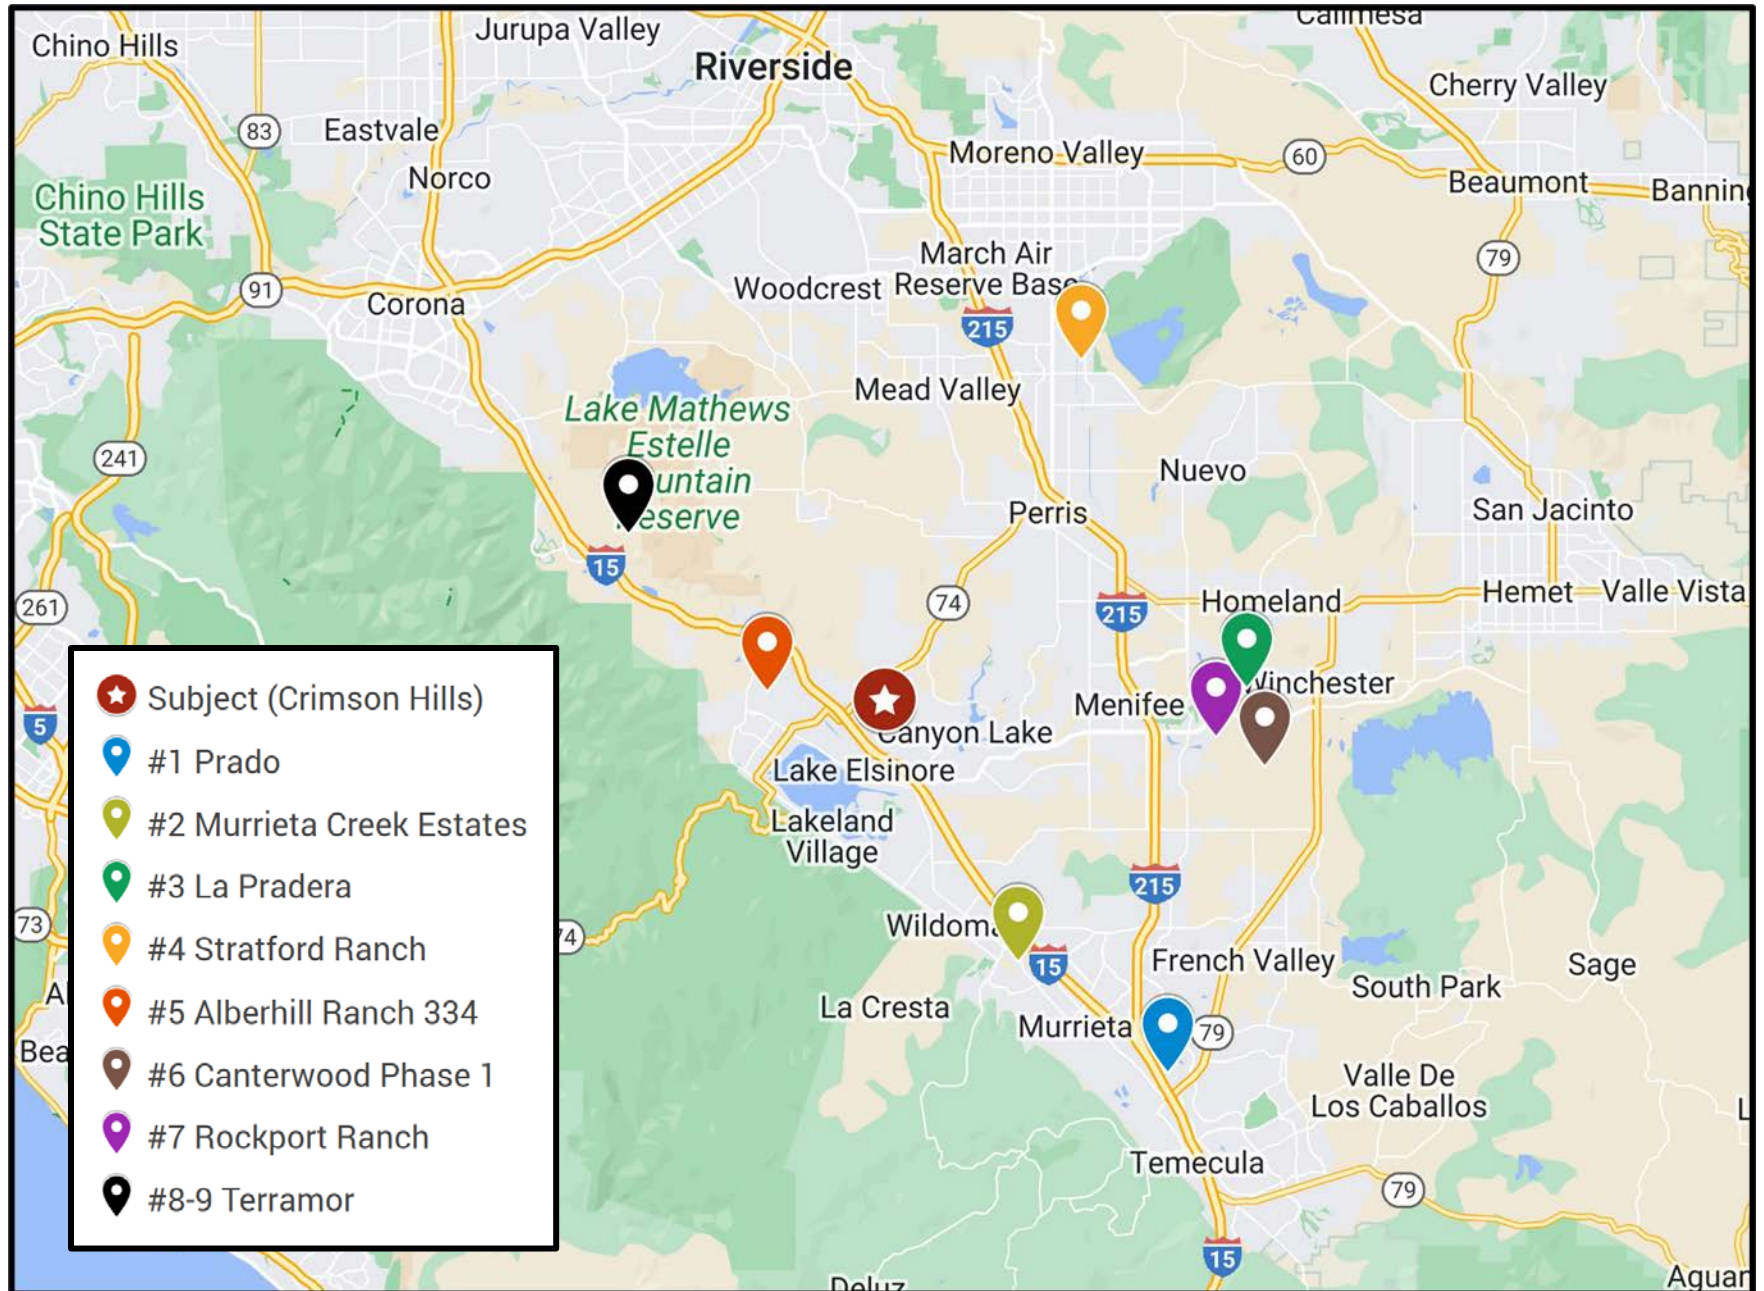 Calimesa
Jurupa Valley
Chino Hills
Riverside
Cherry Valley
83
Eastvale
Moreno Valley
60
Norco
Beaumont
Chino Hills
State Park
March Air
Reserve Base
79
91
Woodcrest
Corona
215
Mead Valley
Lake Mathews
Estelle
untain
eserve
241
Nuevo
San Jacinto
Perris
15
261
74
215
Homeland
Hemet
Valle Vista
Winchester
Menifee
5
Canyon Lake
Lake Elsinore
Lakeland
Village
215
73
74
15
French Valley
Sage
South Park
La Cresta
Murrieta
79
Valle De
Los Caballos
Temecula
79
15
Subject (Crimson Hills)
#1 Prado
#2 Murrieta Creek Estates
#3 La Pradera
#4 Stratford Ranch
#5 Alberhill Ranch 334
#6 Canterwood Phase 1
#7 Rockport Ranch
#8-9 Terramor